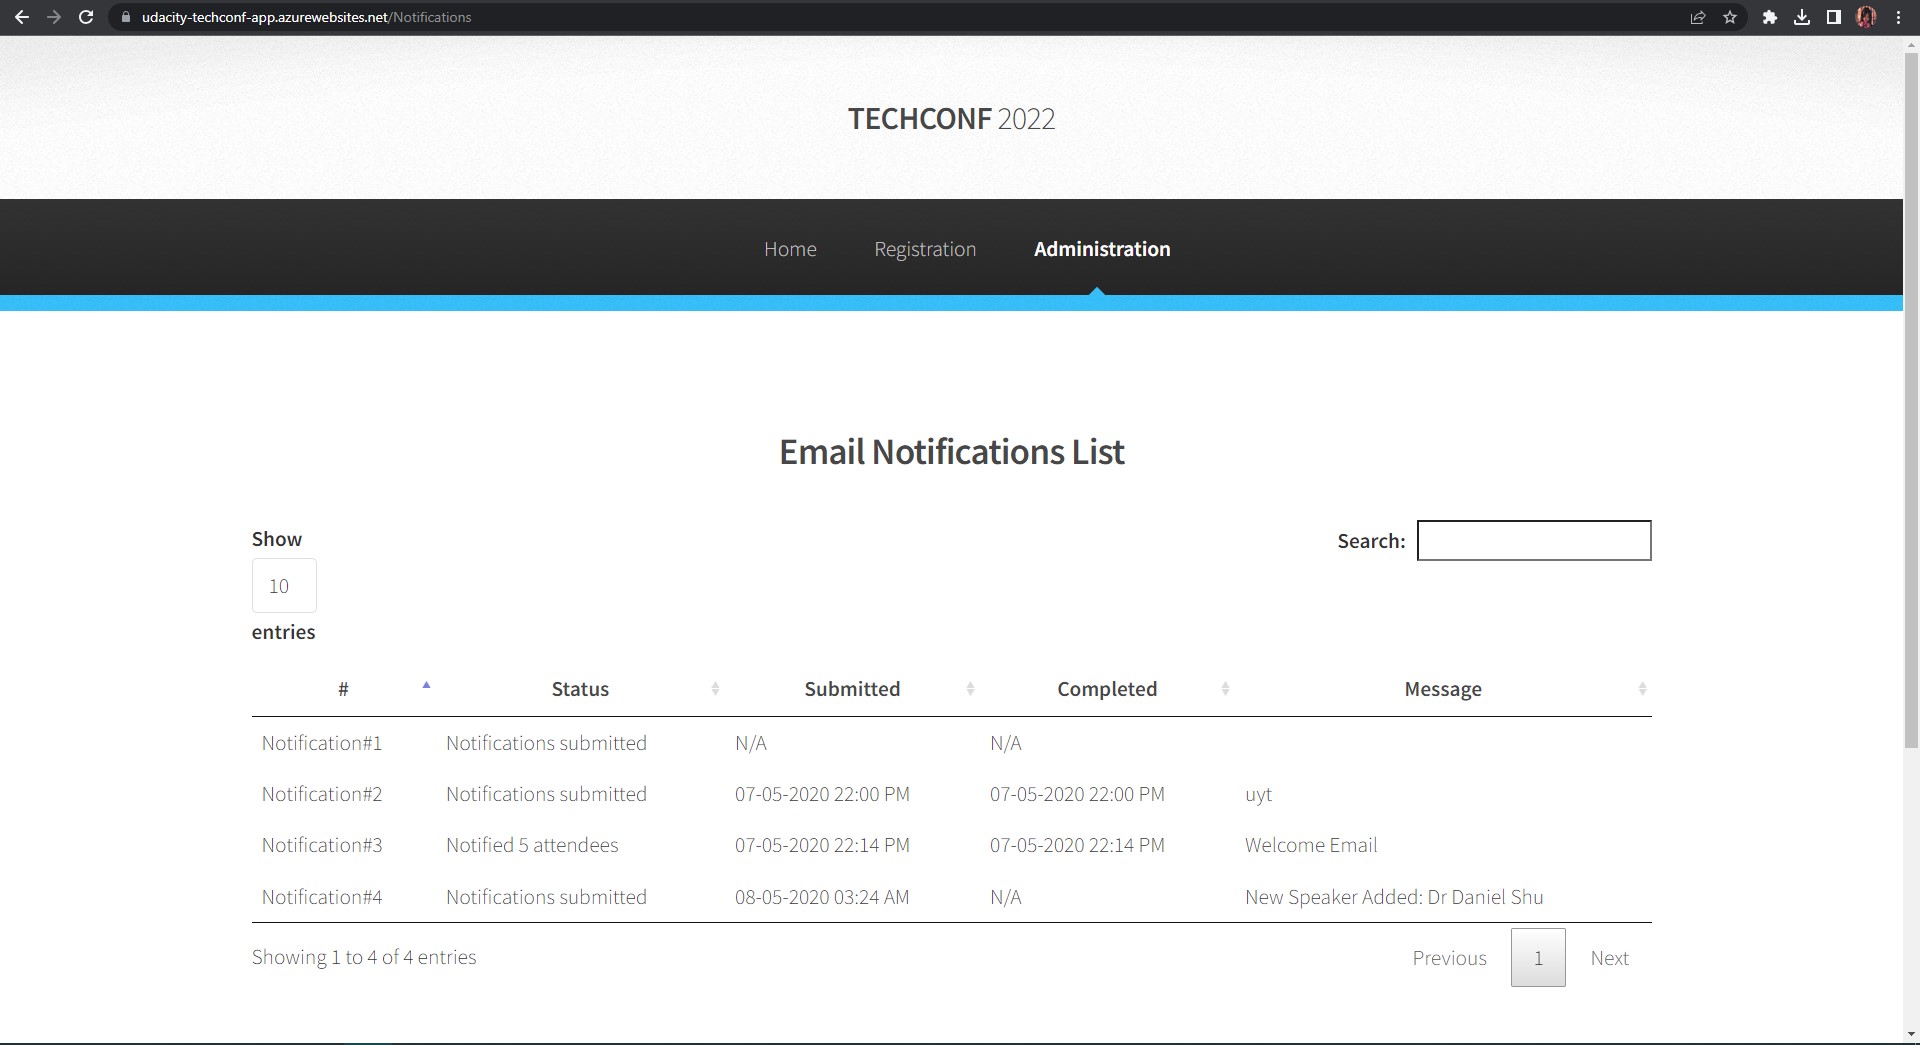 udacity-techconf-app.azurewebsites.net/Notifications
TECHCONF 2022
Home Registration Administration
Email Notifications List
Show
10
entries
Search:
# Status Submitted Completed Message
Notification#1 Notifications submitted N/A N/A
Notification#2 Notifications submitted 07-05-2020 22:00 PM 07-05-2020 22:00 PM uyt
Notification#3 Notified 5 attendees 07-05-2020 22:14 PM 07-05-2020 22:14 PM Welcome Email
Notification#4 Notifications submitted 08-05-2020 03:24 AM N/A New Speaker Added: Dr Daniel Shu
Showing 1 to 4 of 4 entries
Previous 1 Next